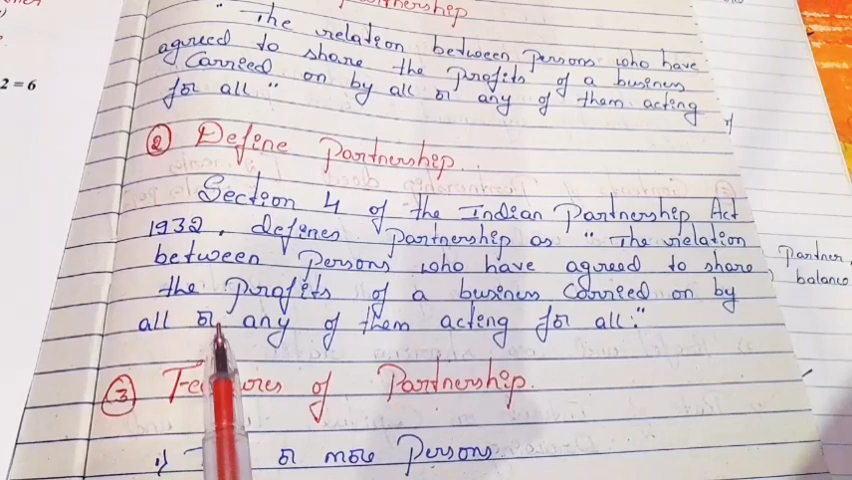 Partnership
" The relation between persons who have
agreed to share the profits of a business
Carried on by all or any of them acting
for all "
② Define Partnership.
Section 4 of the Indian Partnership Act
1932, defines Partnership as " The relation
between Persons who have agreed to share
the profits of a business Carried on by
all or any of them acting for all."
③ Features of Partnership.
1) or more Persons
2 = 6
Partner
balance